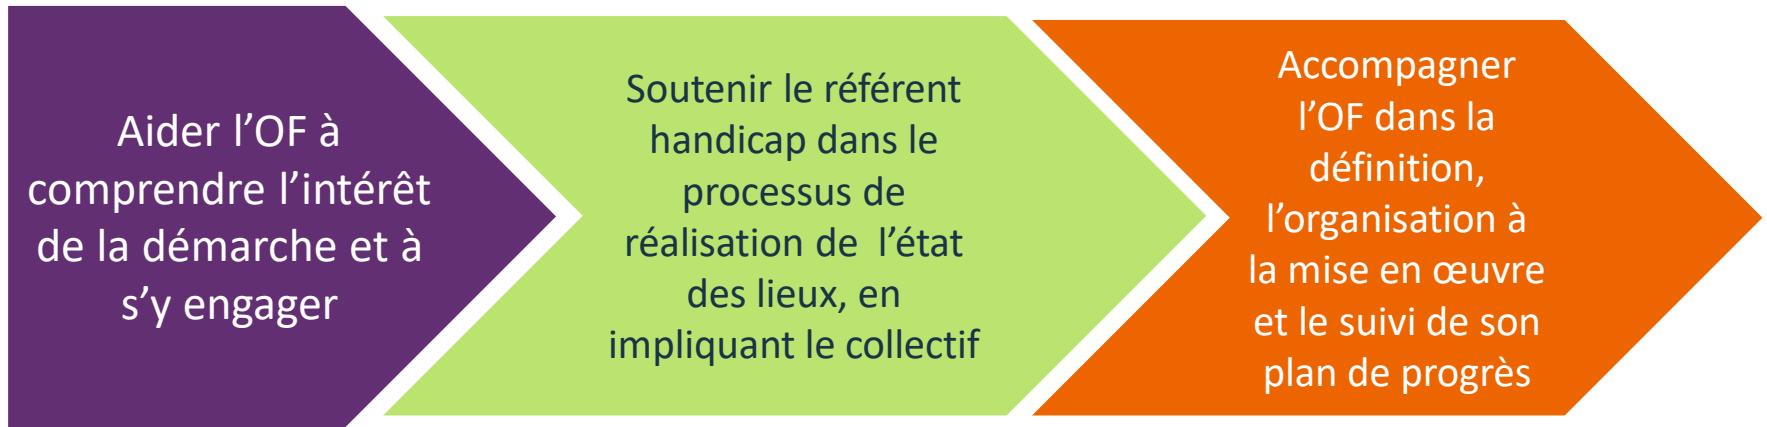 Aider l’OF à
comprendre l’intérêt
de la démarche et à
s’y engager
Soutenir le référent
handicap dans le
processus de
réalisation de  l’état
des lieux, en
impliquant le collectif
Accompagner
l’OF dans la
définition,
l’organisation à
la mise en œuvre
et le suivi de son
plan de progrès